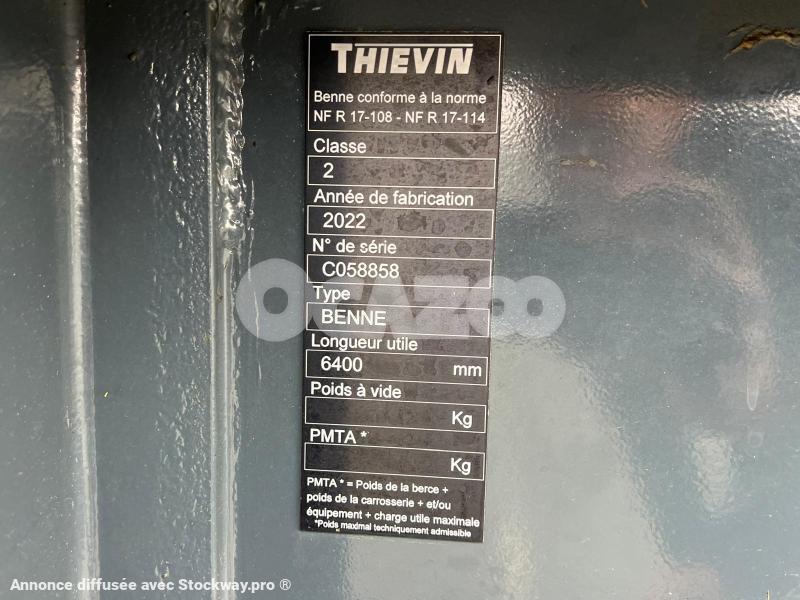 THIEVIN
Benne conforme à la norme
NF R 17-108 - NF R 17-114
Classe
2
Année de fabrication
2022
N° de série
C058858
Type
BENNE
Longueur utile
6400 mm
Poids à vide
Kg
PMTA *
Kg
PMTA * = Poids de la berce +
poids de la carrosserie + et/ou
équipement + charge utile maximale
*Poids maximal techniquement admissible
OCAZOO
Annonce diffusée avec Stockway.pro ®